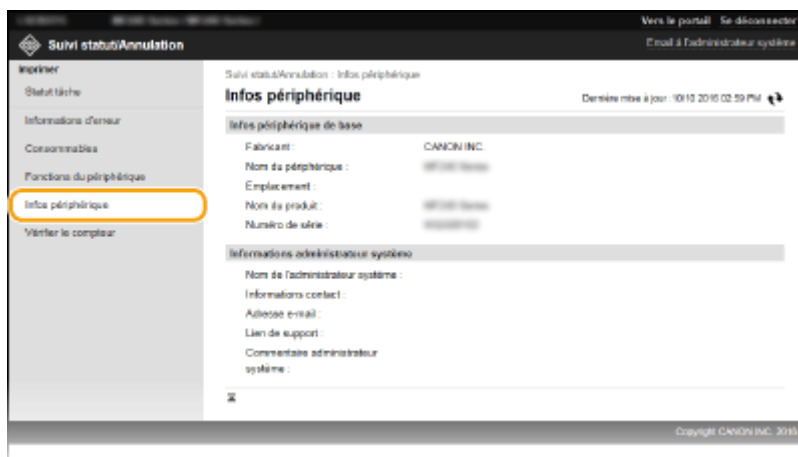 Vers le portail Se déconnecter
Suivi statut/Annulation
Email à l'administrateur système
Imprimer
Statut tâche
Informations d'erreur
Consommables
Fonctions du périphérique
Infos périphérique
Vérifier le compteur
Suivi statut/Annulation : Infos périphérique
Infos périphérique
Dernière mise à jour : 10/10 2016 02:59 PM
Infos périphérique de base
Fabricant : CANON INC.
Nom du périphérique :
Emplacement :
Nom du produit :
Numéro de série :
Informations administrateur système
Nom de l'administrateur système :
Informations contact :
Adresse e-mail :
Lien de support :
Commentaire administrateur
système :
Copyright CANON INC. 2016